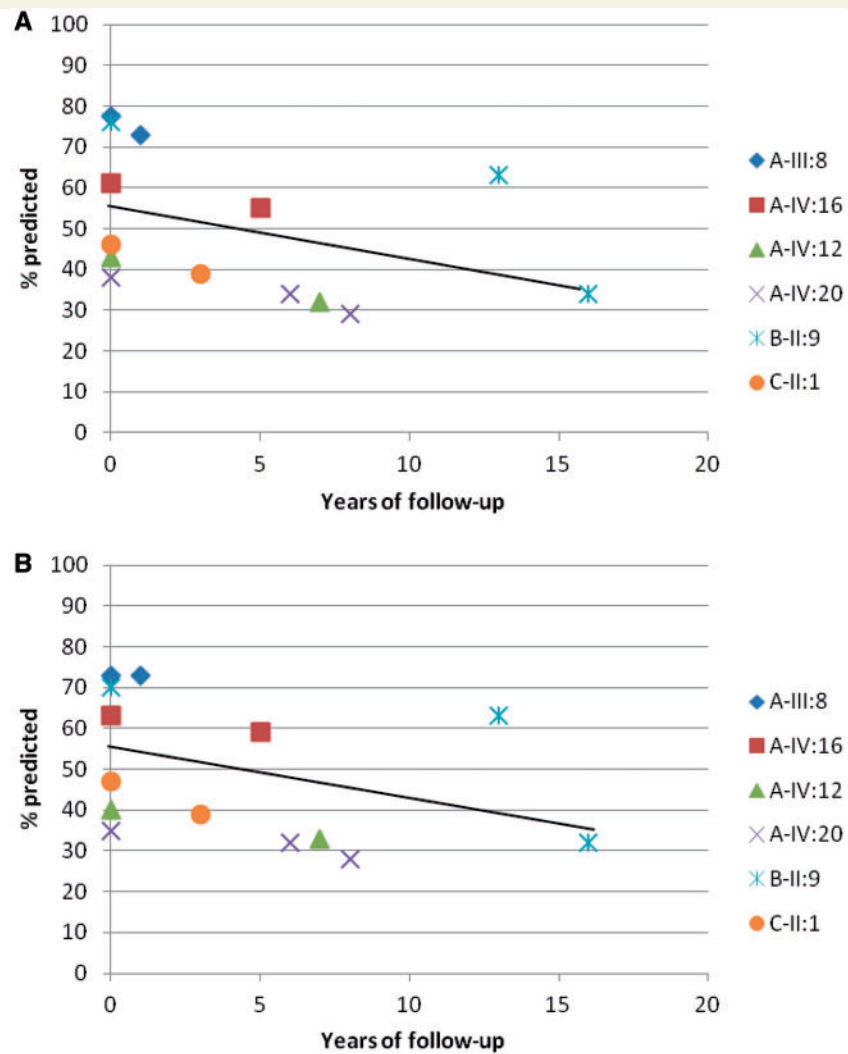 A
100
90
80
70
60
50
40
30
20
10
0
% predicted
0 5 10 15 20
Years of follow-up
A-III:8
A-IV:16
A-IV:12
A-IV:20
B-II:9
C-II:1
B
100
90
80
70
60
50
40
30
20
10
0
% predicted
0 5 10 15 20
Years of follow-up
A-III:8
A-IV:16
A-IV:12
A-IV:20
B-II:9
C-II:1